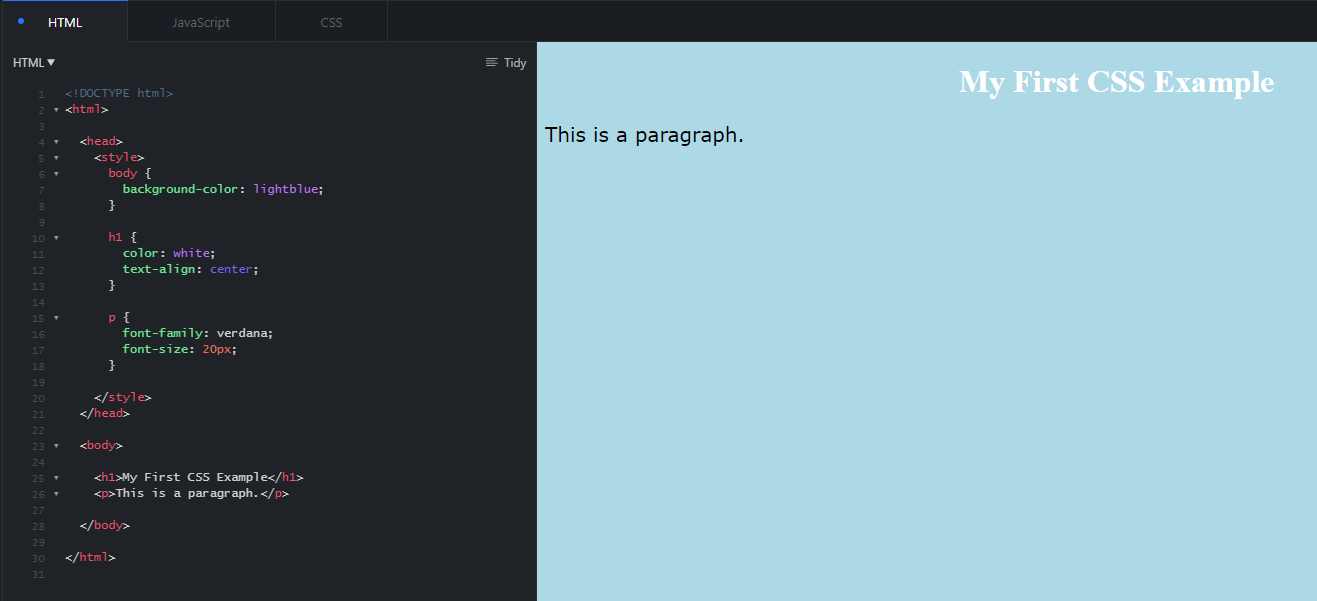 HTML
JavaScript
CSS
HTML▼
Tidy
1 <!DOCTYPE html>
2 <html>
3
4 <head>
5 <style>
6 body {
7 background-color: lightblue;
8 }
9
10 h1 {
11 color: white;
12 text-align: center;
13 }
14
15 p {
16 font-family: verdana;
17 font-size: 20px;
18 }
19
20 </style>
21 </head>
22
23 <body>
24
25 <h1>My First CSS Example</h1>
26 <p>This is a paragraph.</p>
27
28 </body>
29
30 </html>
31
My First CSS Example
This is a paragraph.